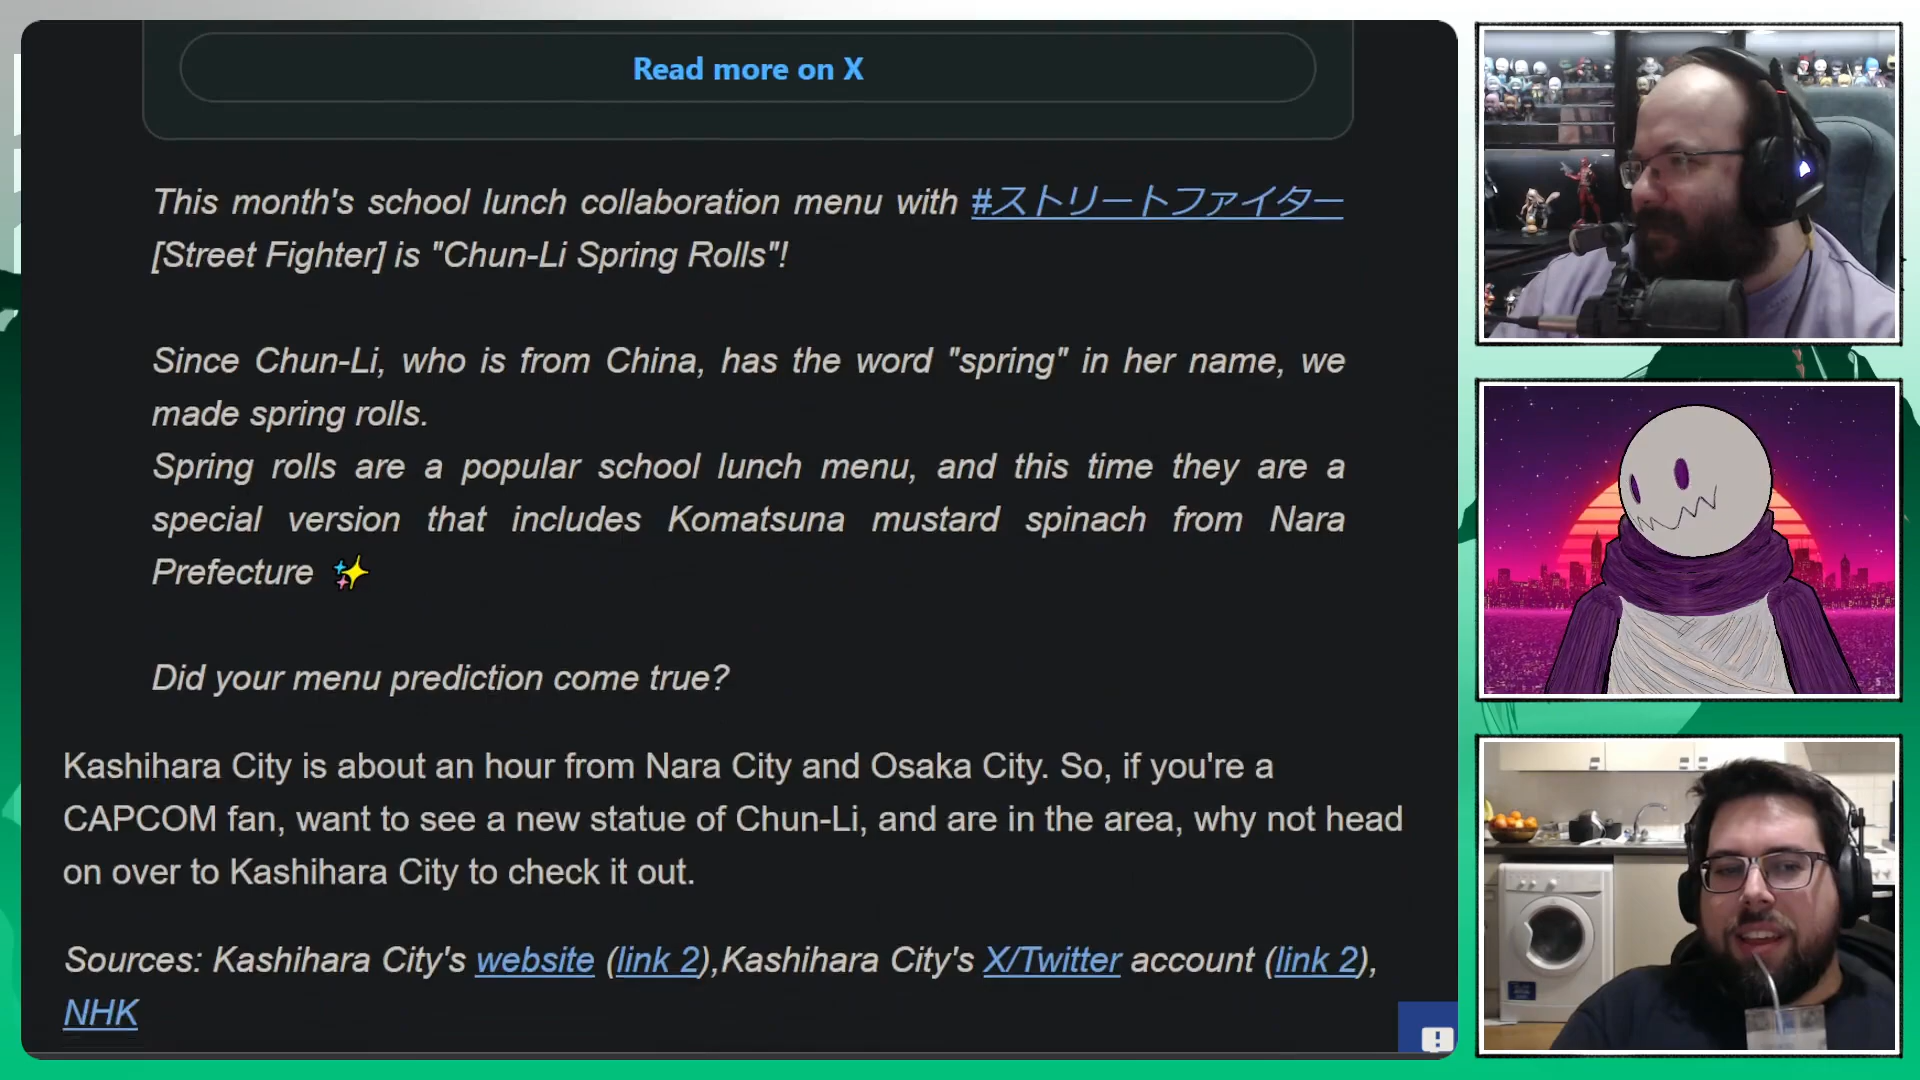 Read more on X
This month's school lunch collaboration menu with #ストリートファイター
[Street Fighter] is "Chun-Li Spring Rolls"!
Since Chun-Li, who is from China, has the word "spring" in her name, we
made spring rolls.
Spring rolls are a popular school lunch menu, and this time they are a
special version that includes Komatsuna mustard spinach from Nara
Prefecture ✨
Did your menu prediction come true?
Kashihara City is about an hour from Nara City and Osaka City. So, if you're a
CAPCOM fan, want to see a new statue of Chun-Li, and are in the area, why not head
on over to Kashihara City to check it out.
Sources: Kashihara City's website (link 2),Kashihara City's X/Twitter account (link 2),
NHK